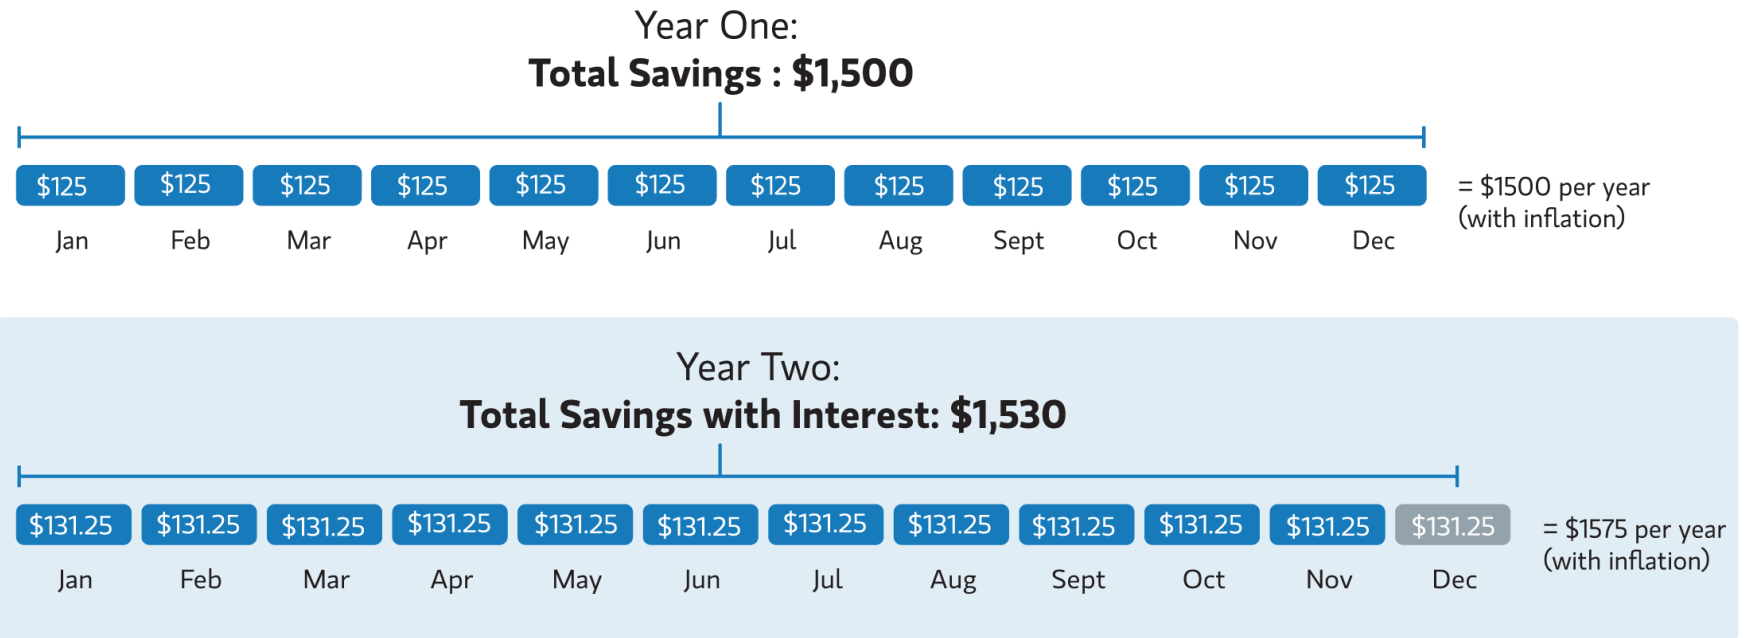 Year One:
Total Savings : $1,500
$125 $125 $125 $125 $125 $125 $125 $125 $125 $125 $125 $125
Jan Feb Mar Apr May Jun Jul Aug Sept Oct Nov Dec
= $1500 per year
(with inflation)
Year Two:
Total Savings with Interest: $1,530
$131.25 $131.25 $131.25 $131.25 $131.25 $131.25 $131.25 $131.25 $131.25 $131.25 $131.25 $131.25
Jan Feb Mar Apr May Jun Jul Aug Sept Oct Nov Dec
= $1575 per year
(with inflation)